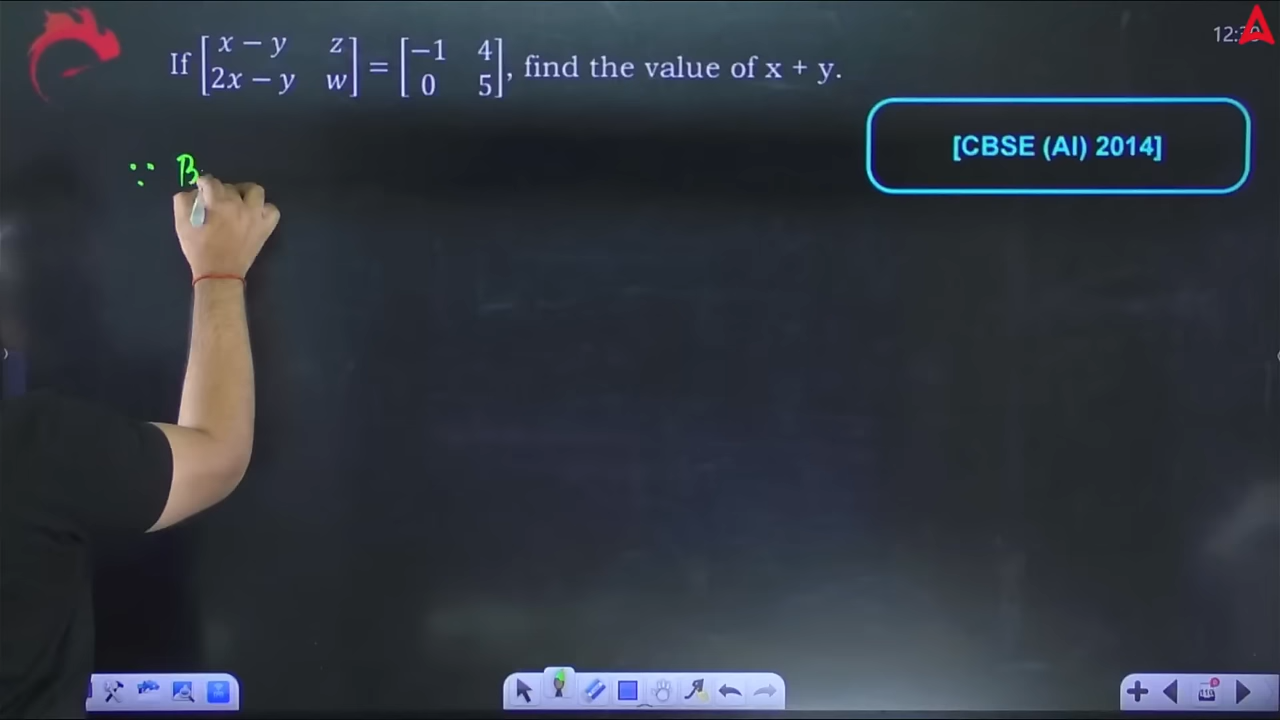 If [x − y z
2x − y w] = [−1 4
0 5], find the value of x + y.
[CBSE (AI) 2014]
∵ B